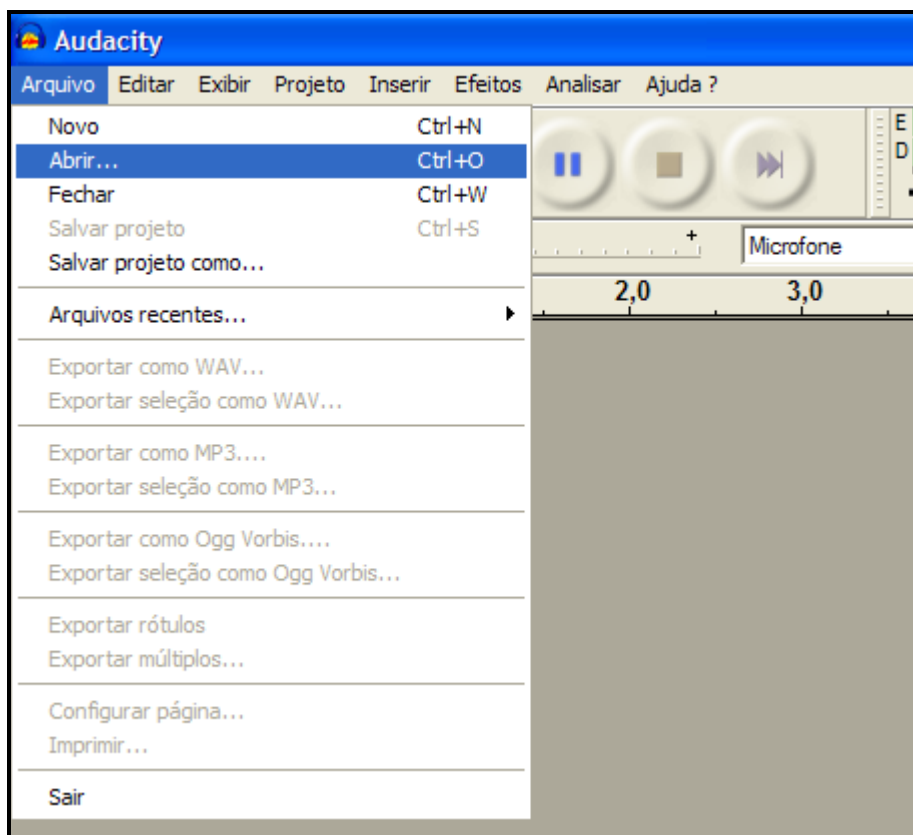 Audacity
Arquivo Editar Exibir Projeto Inserir Efeitos Analisar Ajuda ?
Novo Ctrl+N
Abrir... Ctrl+O
Fechar Ctrl+W
Salvar projeto Ctrl+S
Salvar projeto como...
Arquivos recentes...
Exportar como WAV...
Exportar seleção como WAV...
Exportar como MP3....
Exportar seleção como MP3...
Exportar como Ogg Vorbis....
Exportar seleção como Ogg Vorbis...
Exportar rótulos
Exportar múltiplos...
Configurar página...
Imprimir...
Sair
E
D
+
Microfone
2,0 3,0